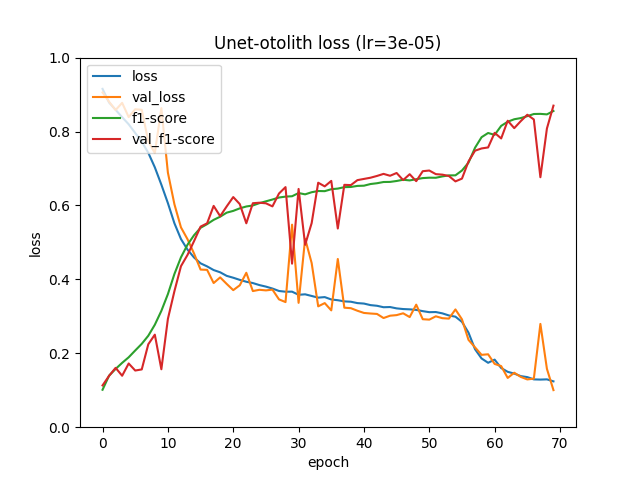 Unet-otolith loss (lr=3e-05)
loss
val_loss
f1-score
val_f1-score
1.0
0.8
0.6
0.4
0.2
0.0
loss
0 10 20 30 40 50 60 70
epoch